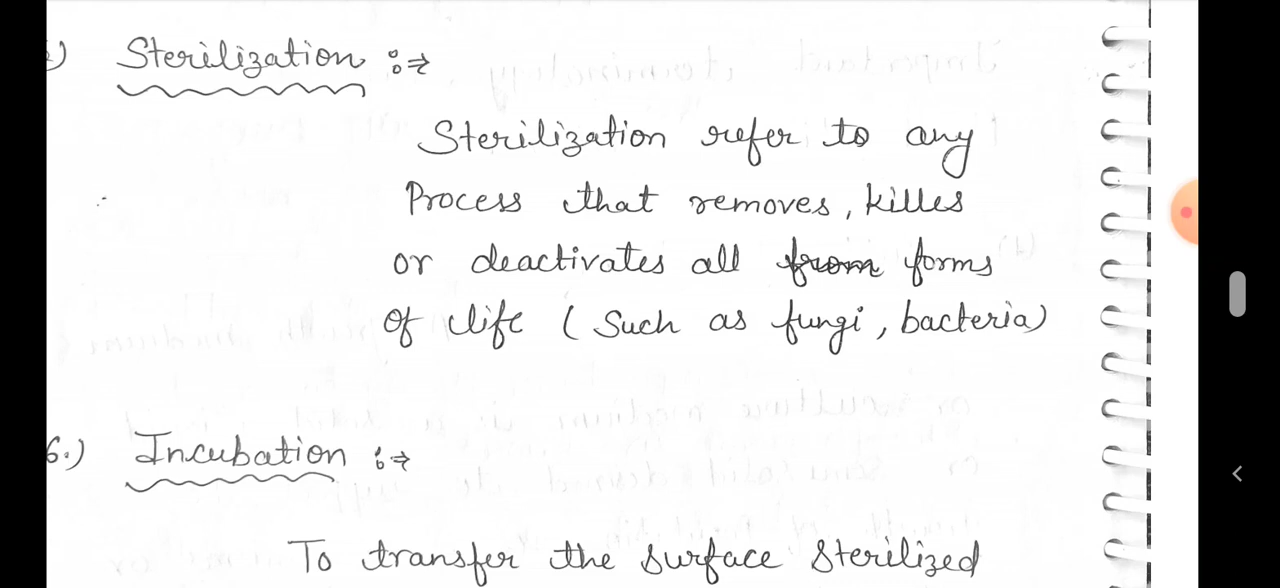 Sterilization :⇒
Sterilization refer to any
Process that removes, killes
or deactivates all from forms
of life (Such as fungi, bacteria)
6.) Incubation :⇒
To transfer the surface sterilized